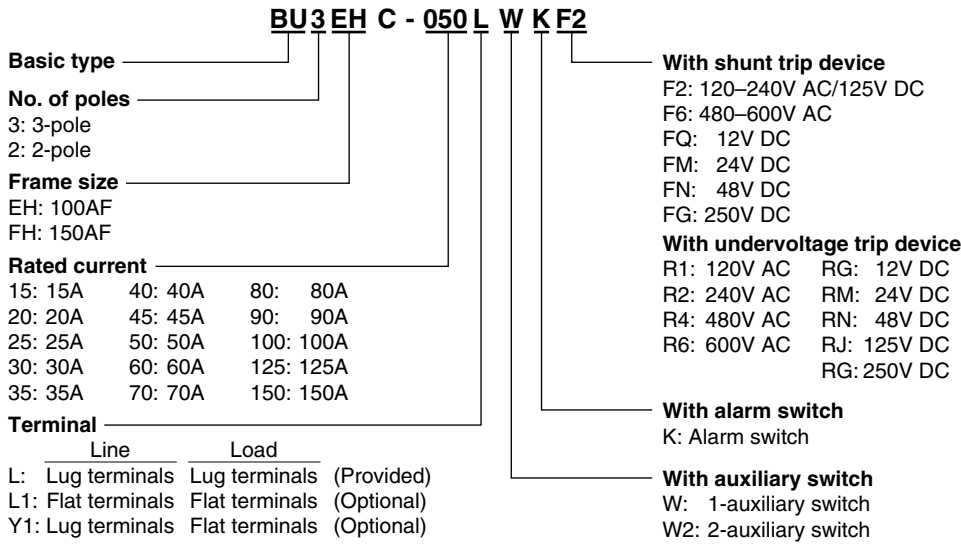 BU3EH C - 050 L W K F2
Basic type
No. of poles
3: 3-pole
2: 2-pole
Frame size
EH: 100AF
FH: 150AF
Rated current
15: 15A 40: 40A 80: 80A
20: 20A 45: 45A 90: 90A
25: 25A 50: 50A 100: 100A
30: 30A 60: 60A 125: 125A
35: 35A 70: 70A 150: 150A
Terminal
Line Load
L: Lug terminals Lug terminals (Provided)
L1: Flat terminals Flat terminals (Optional)
Y1: Lug terminals Flat terminals (Optional)
With shunt trip device
F2: 120–240V AC/125V DC
F6: 480–600V AC
FQ: 12V DC
FM: 24V DC
FN: 48V DC
FG: 250V DC
With undervoltage trip device
R1: 120V AC RG: 12V DC
R2: 240V AC RM: 24V DC
R4: 480V AC RN: 48V DC
R6: 600V AC RJ: 125V DC
RG: 250V DC
With alarm switch
K: Alarm switch
With auxiliary switch
W: 1-auxiliary switch
W2: 2-auxiliary switch